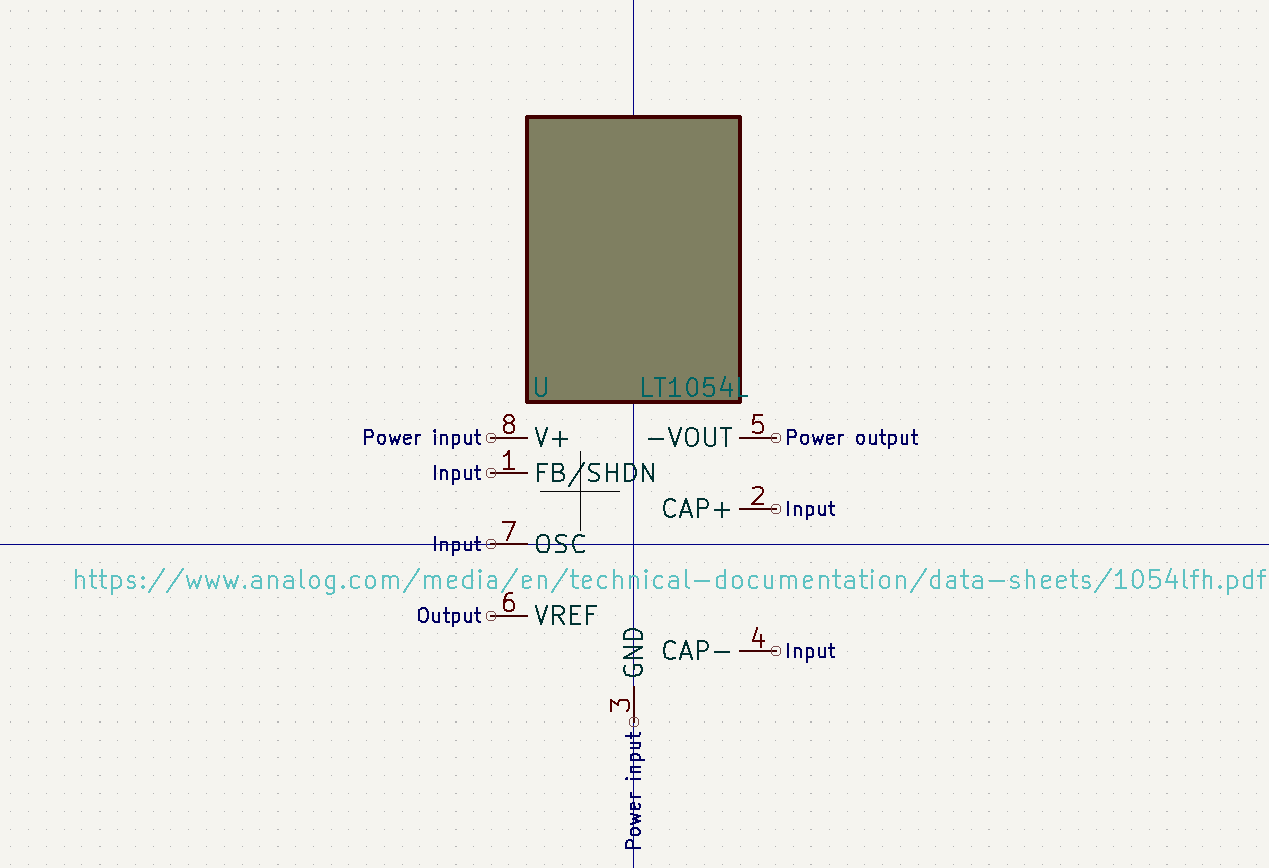 U LT1054L
Power input 8 V+ -VOUT 5 Power output
Input 1 FB/SHDN
CAP+ 2 Input
Input 7 OSC
https://www.analog.com/media/en/technical-documentation/data-sheets/1054lfh.pdf
Output 6 VREF
CAP- 4 Input
GND
3
Power input